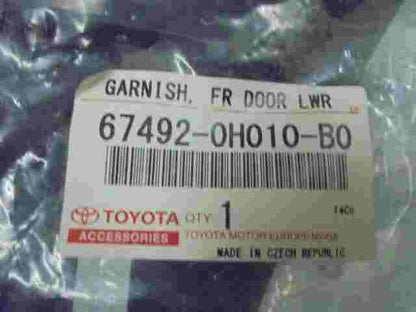 GARNISH, FR DOOR LWR
67492-0H010-B0
TOYOTA QTY 1
ACCESSORIES TOYOTA MOTOR EUROPE NV/SA
MADE IN CZECH REPUBLIC